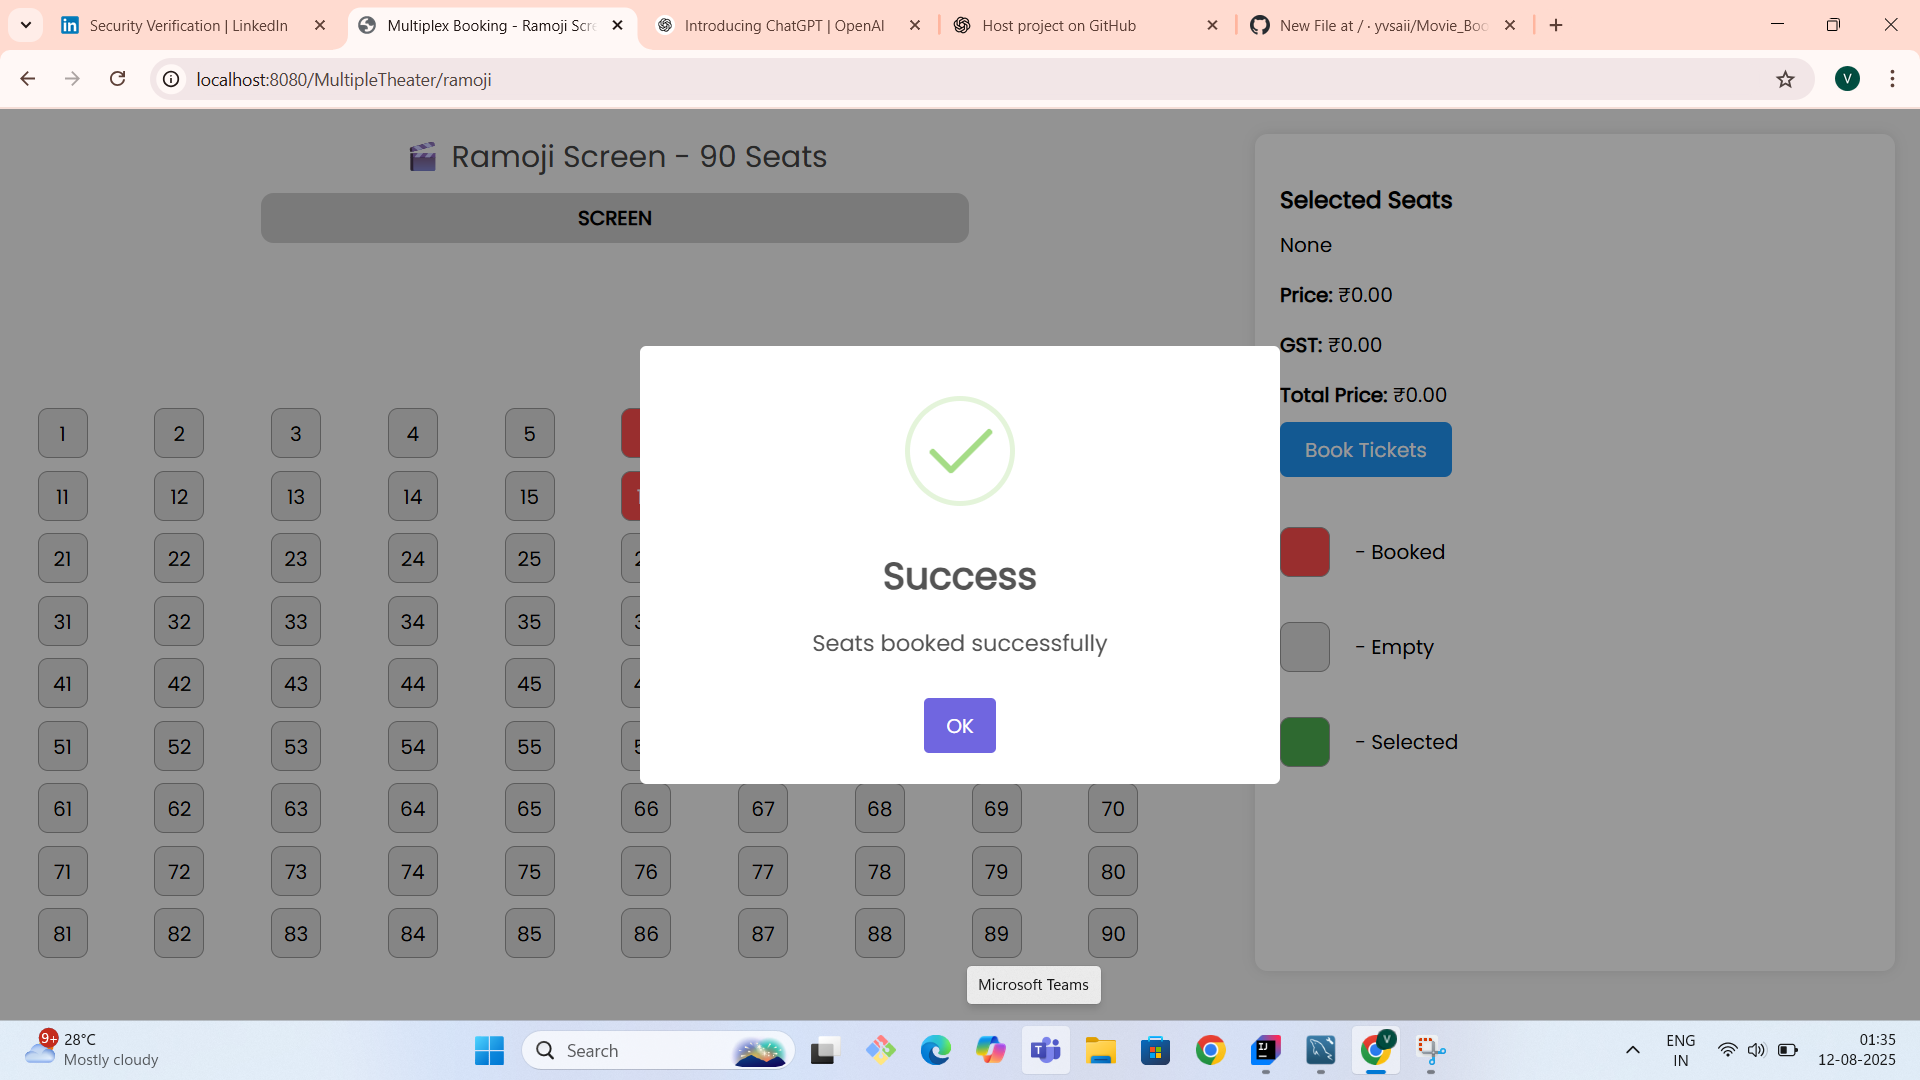 Security Verification | LinkedIn
Multiplex Booking - Ramoji Scre
Introducing ChatGPT | OpenAI
Host project on GitHub
New File at / · yvsaii/Movie_Boo
localhost:8080/MultipleTheater/ramoji
V
Ramoji Screen - 90 Seats
SCREEN
1 2 3 4 5
11 12 13 14 15
21 22 23 24 25
31 32 33 34 35
41 42 43 44 45
51 52 53 54 55
61 62 63 64 65 66 67 68 69 70
71 72 73 74 75 76 77 78 79 80
81 82 83 84 85 86 87 88 89 90
Success
Seats booked successfully
OK
Selected Seats
None
Price: ₹0.00
GST: ₹0.00
Total Price: ₹0.00
Book Tickets
- Booked
- Empty
- Selected
Microsoft Teams
9+
28°C
Mostly cloudy
Search
ENG
IN
01:35
12-08-2025